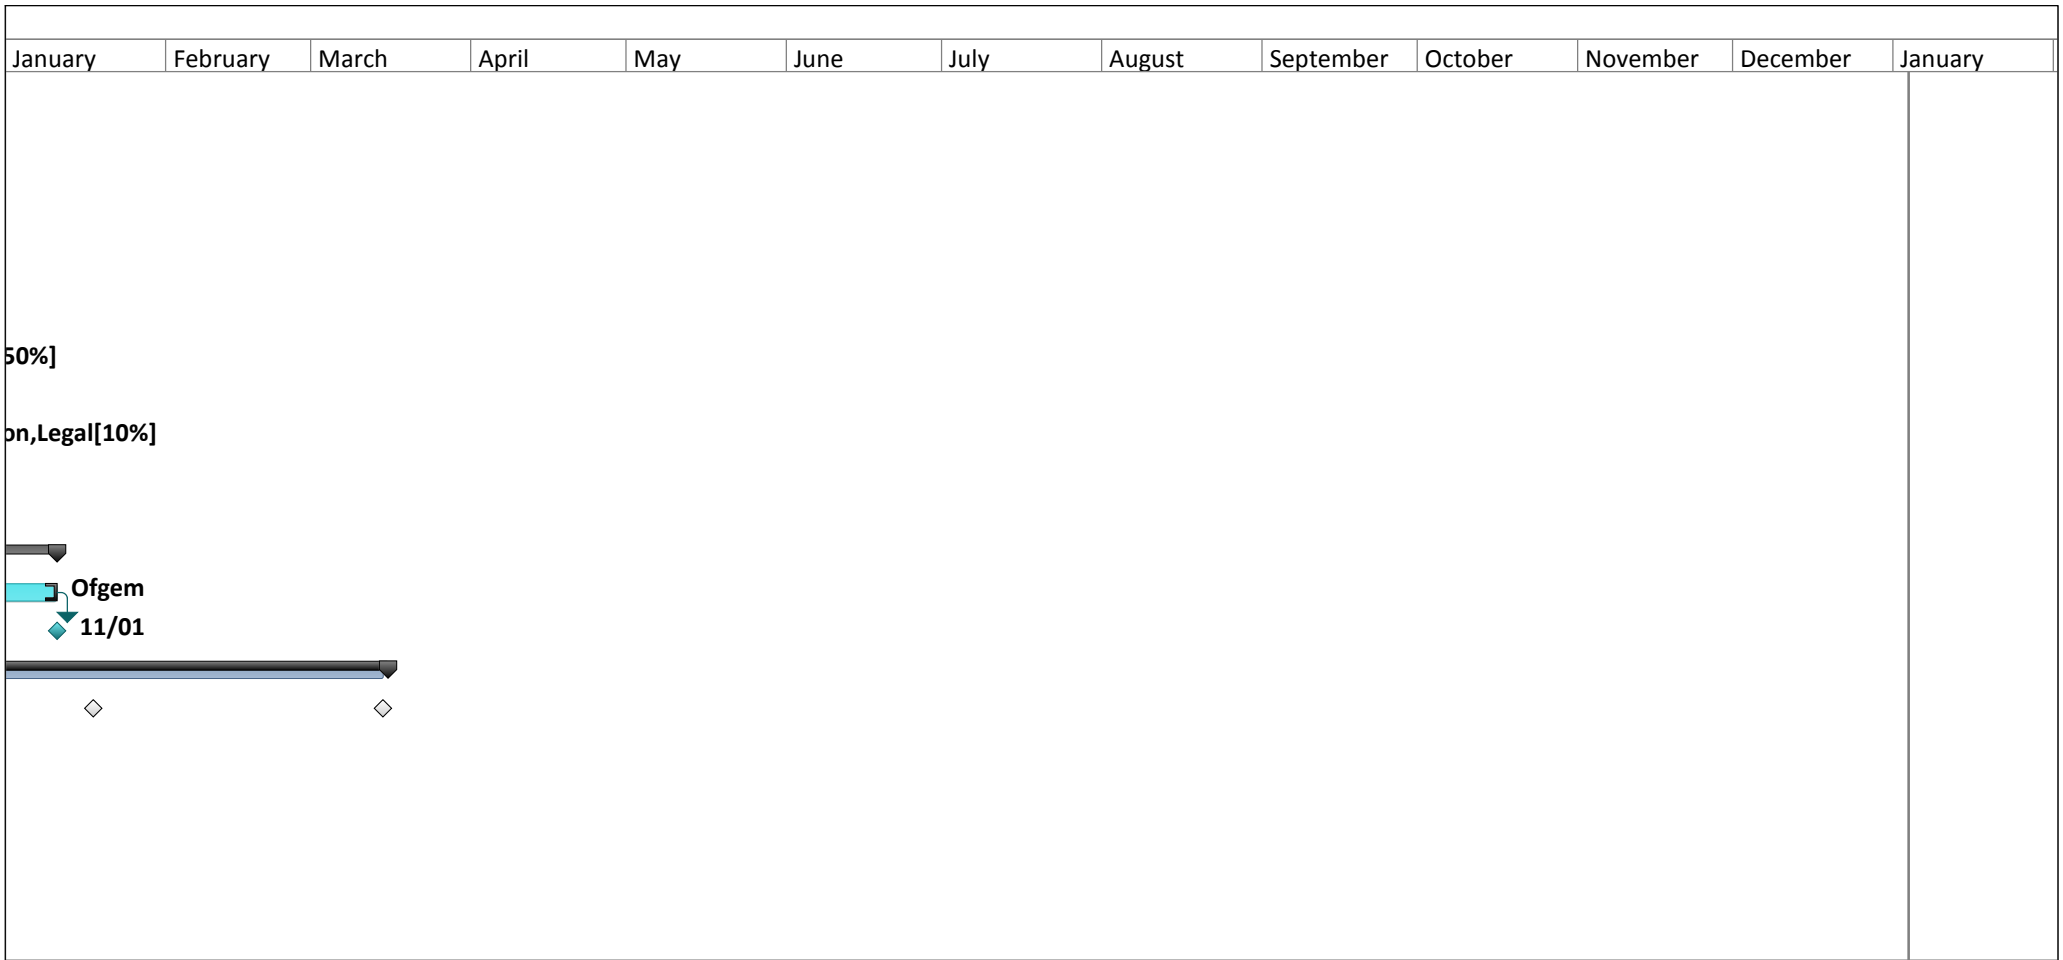 January February March April May June July August September October November December January
50%]
on,Legal[10%]
Ofgem
11/01